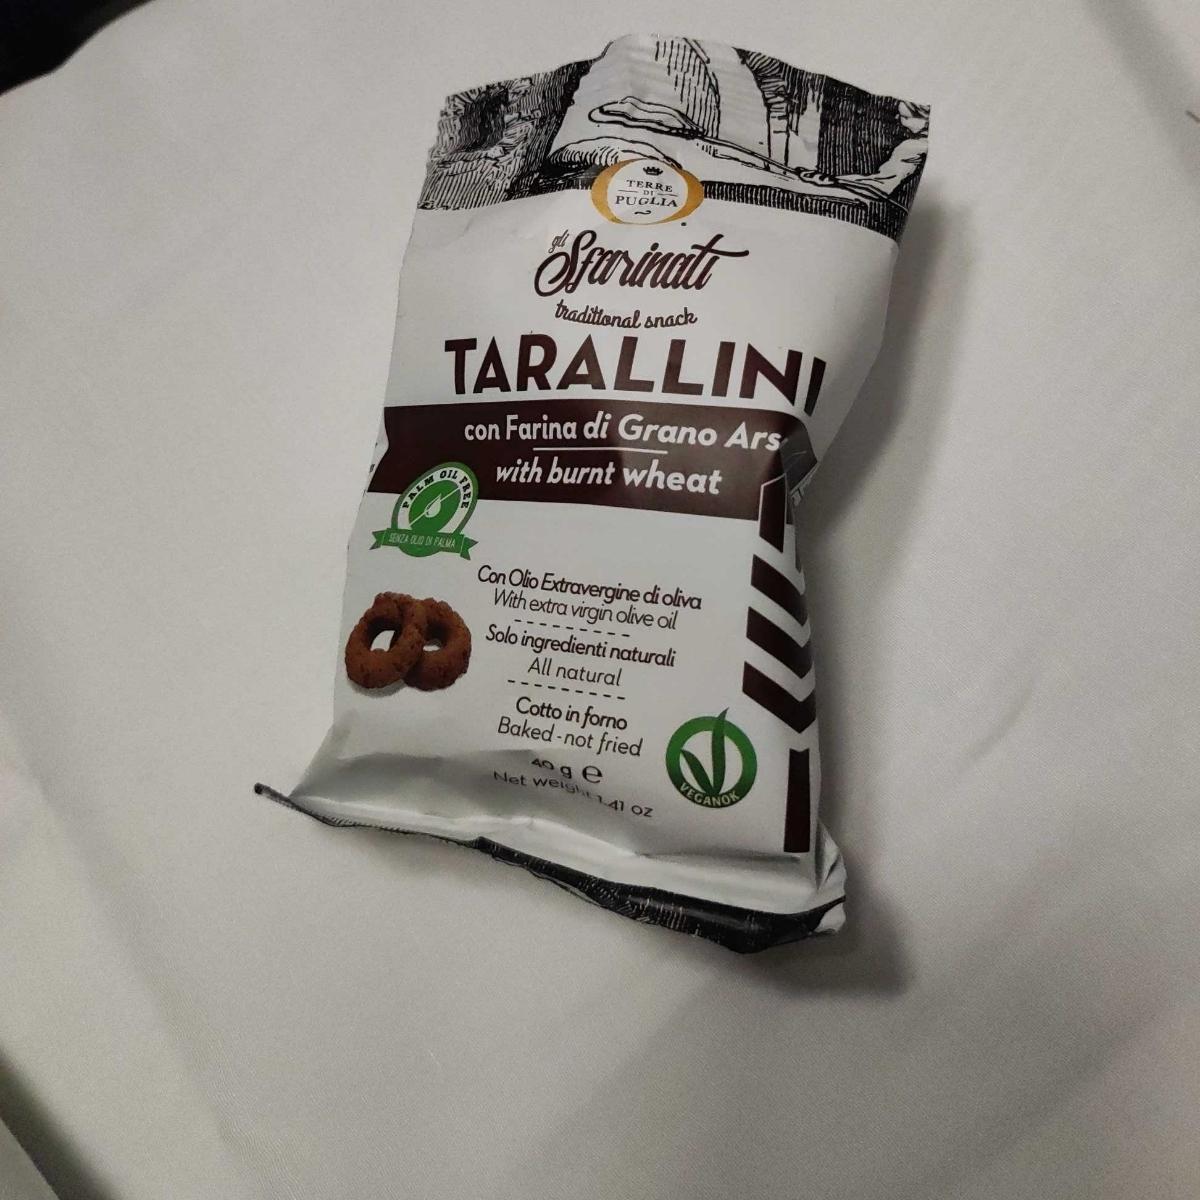 TERRE
DI
PUGLIA
gli
Sfarinati
traditional snack
TARALLINI
con Farina di Grano Ars
with burnt wheat
PALM OIL FREE
SENZA OLIO DI PALMA
Con Olio Extravergine di oliva
With extra virgin olive oil
Solo ingredienti naturali
All natural
Cotto in forno
Baked - not fried
40 g e
Net weight 1.41 oz
VEGANOK